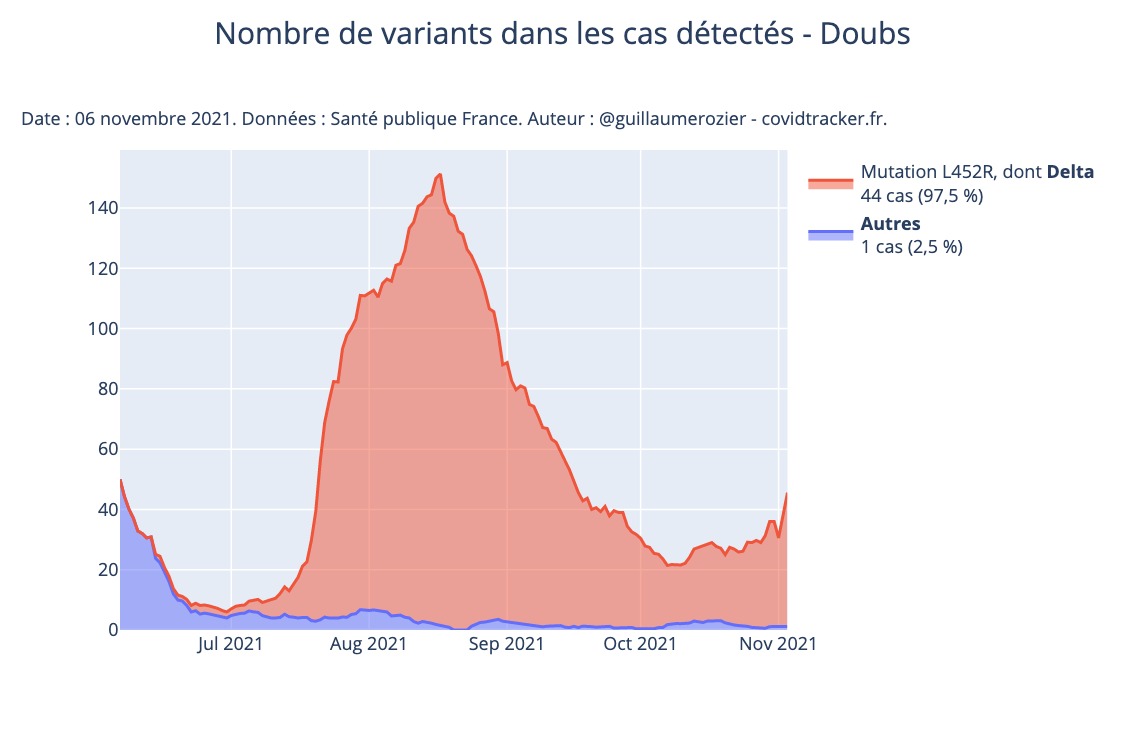 Nombre de variants dans les cas détectés - Doubs
Date : 06 novembre 2021. Données : Santé publique France. Auteur : @guillaumerozier - covidtracker.fr.
Mutation L452R, dont Delta
44 cas (97,5 %)
Autres
1 cas (2,5 %)
140
120
100
80
60
40
20
0
Jul 2021
Aug 2021
Sep 2021
Oct 2021
Nov 2021